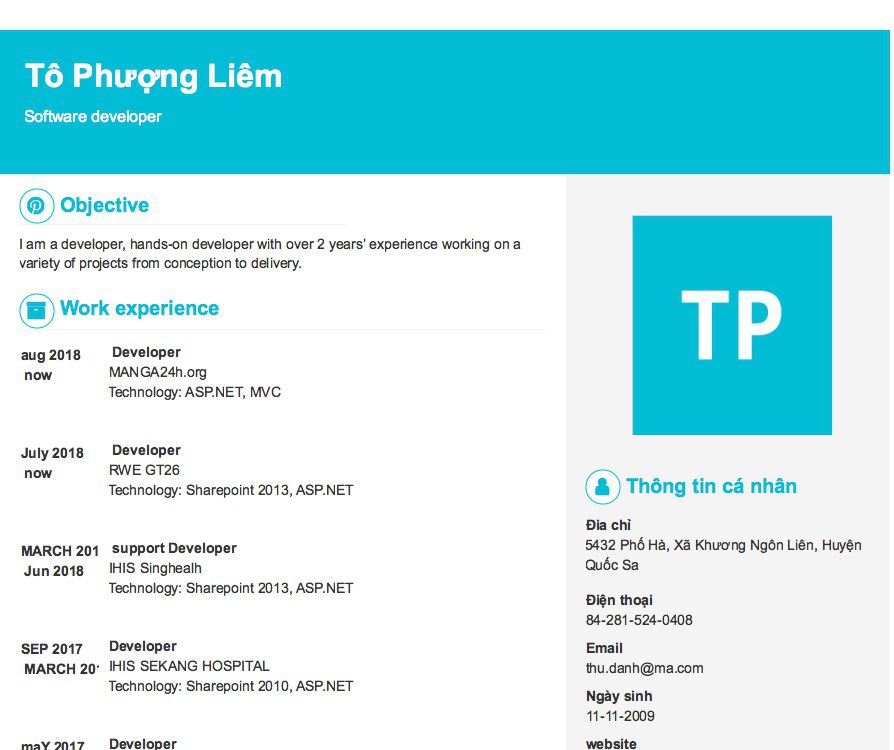 Tô Phượng Liêm
Software developer
Objective
I am a developer, hands-on developer with over 2 years' experience working on a
variety of projects from conception to delivery.
Work experience
aug 2018
now
Developer
MANGA24h.org
Technology: ASP.NET, MVC
July 2018
now
Developer
RWE GT26
Technology: Sharepoint 2013, ASP.NET
MARCH 201
Jun 2018
support Developer
IHIS Singhealh
Technology: Sharepoint 2013, ASP.NET
SEP 2017
MARCH 20
Developer
IHIS SEKANG HOSPITAL
Technology: Sharepoint 2010, ASP.NET
maY 2017
Developer
TP
Thông tin cá nhân
Đia chỉ
5432 Phố Hà, Xã Khương Ngôn Liên, Huyện
Quốc Sa
Điện thoại
84-281-524-0408
Email
thu.danh@ma.com
Ngày sinh
11-11-2009
website